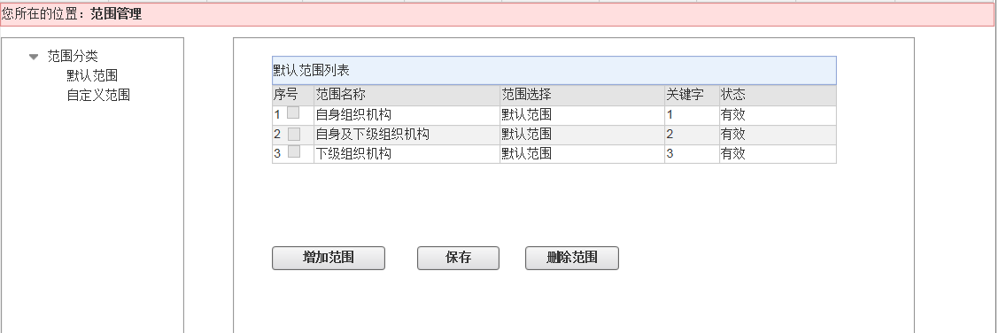 您所在的位置：范围管理
范围分类
默认范围
自定义范围
默认范围列表
序号 范围名称 范围选择 关键字 状态
1 自身组织机构 默认范围 1 有效
2 自身及下级组织机构 默认范围 2 有效
3 下级组织机构 默认范围 3 有效
增加范围 保存 删除范围